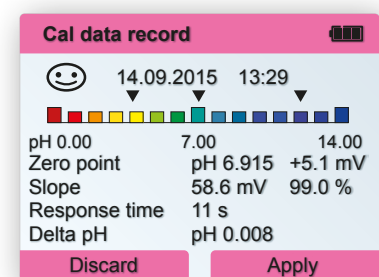 Cal data record
14.09.2015 13:29
pH 0.00 7.00 14.00
Zero point pH 6.915 +5.1 mV
Slope 58.6 mV 99.0 %
Response time 11 s
Delta pH pH 0.008
Discard Apply